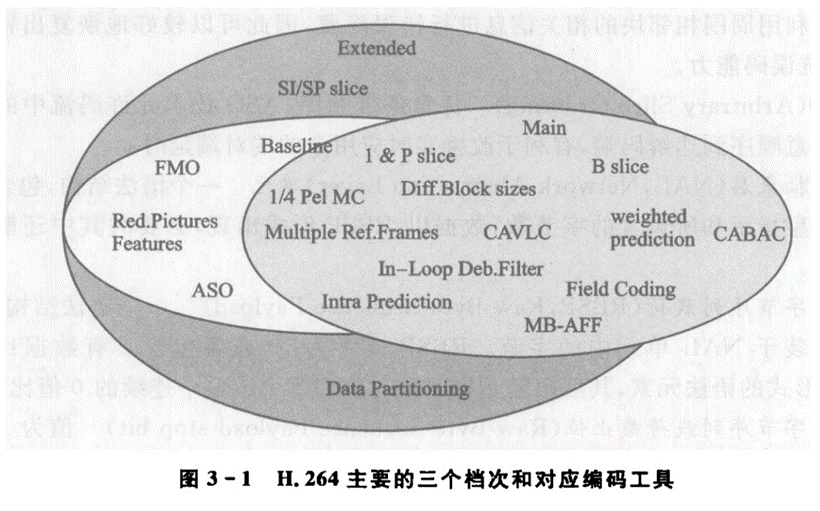 Extended
SI/SP slice
Main
Baseline
1 & P slice
FMO
B slice
Diff.Block sizes
1/4 Pel MC
Red.Pictures
Features
weighted
prediction
Multiple Ref.Frames
CAVLC
CABAC
In-Loop Deb.Filter
ASO
Intra Prediction
Field Coding
MB-AFF
Data Partitioning
图 3-1 H.264 主要的三个档次和对应编码工具